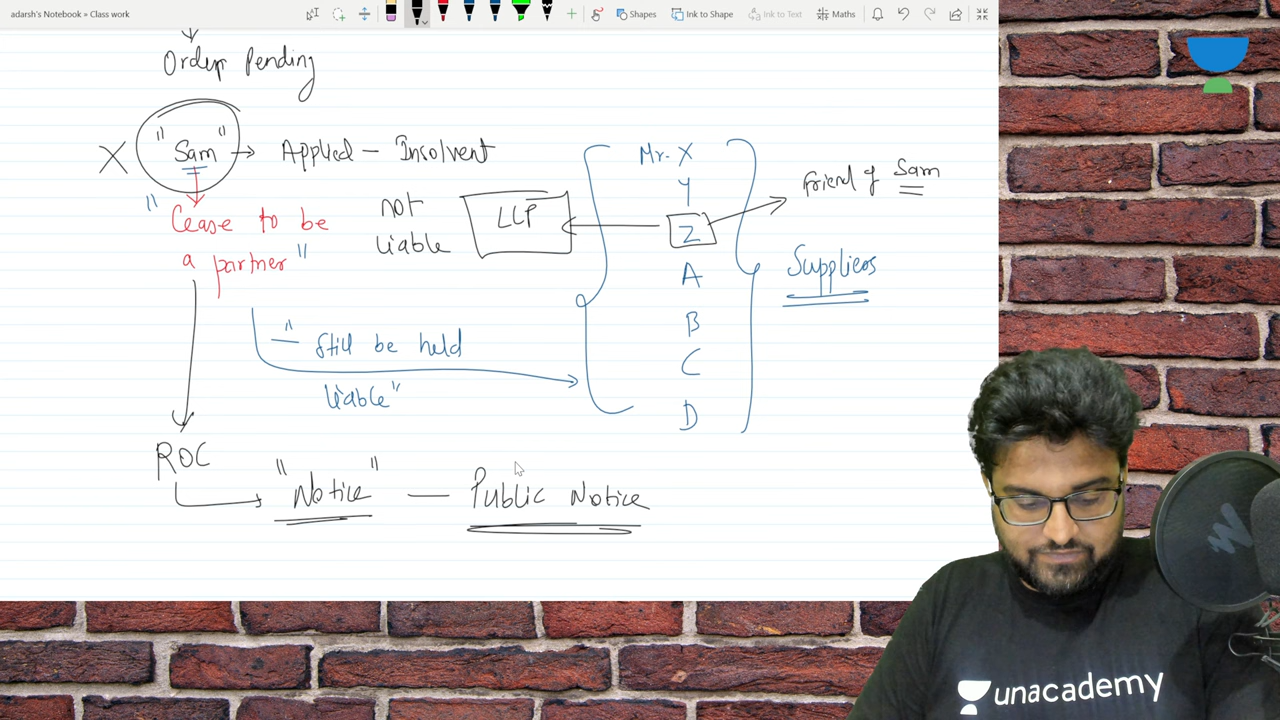 adarsh's Notebook » Class work
Shapes
Ink to Shape
Ink to Text
Maths
Order Pending
X "Sam" → Applied - Insolvent
"Cease to be
a partner"
not
liable
LLP
Mr. X
Y
Z
A
B
C
D
Friend of Sam
Suppliers
"- Still be held
liable"
ROC
"Notice" — Public Notice
unacademy